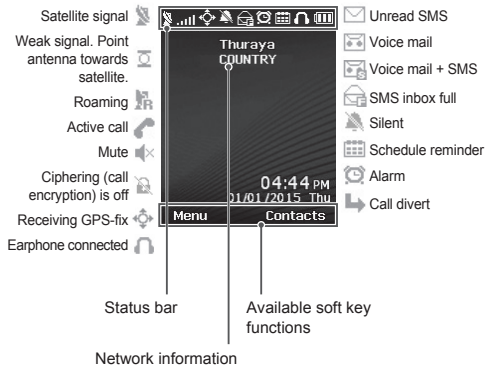 Satellite signal
Weak signal. Point
antenna towards
satellite.
Roaming
Active call
Mute
Ciphering (call
encryption) is off
Receiving GPS-fix
Earphone connected
Thuraya
COUNTRY
04:44 PM
01/01/2015 Thu
Menu Contacts
Unread SMS
Voice mail
Voice mail + SMS
SMS inbox full
Silent
Schedule reminder
Alarm
Call divert
Status bar
Available soft key
functions
Network information